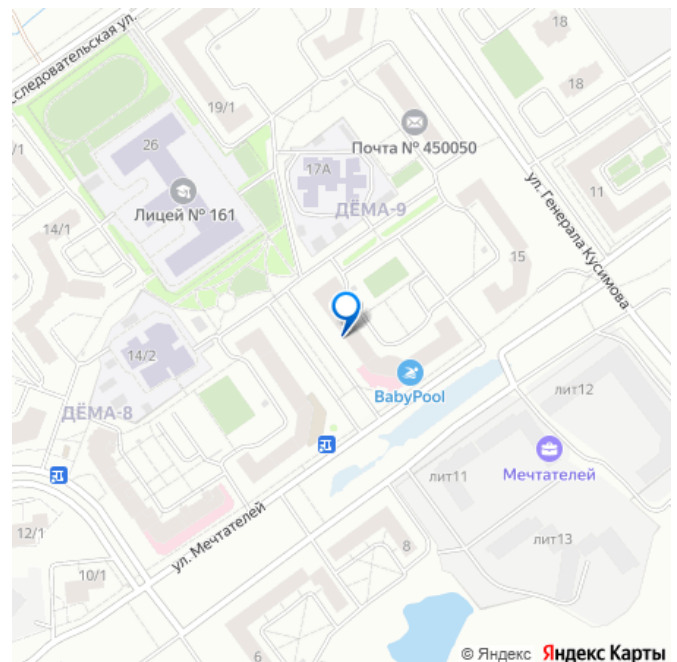 сследовательская ул.
18
18
19/1
Почта № 450050
26
/1
17А
Лицей № 161
11
ДЁМА-9
ул. Генерала Кусимова
14/1
15
14/2
BabyPool
лит12
ДЁМА-8
лит11
Мечтателей
ул. Мечтателей
лит13
12/1
8
10/1
6
© Яндекс Яндекс Карты